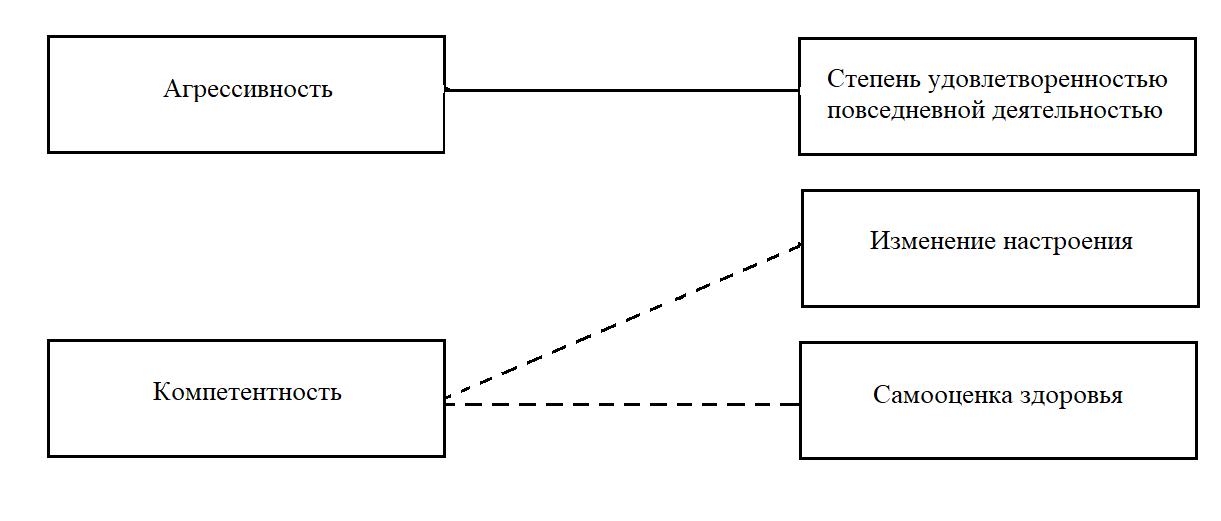 Агрессивность
Степень удовлетворенностью
повседневной деятельностью
Изменение настроения
Компетентность
Самооценка здоровья